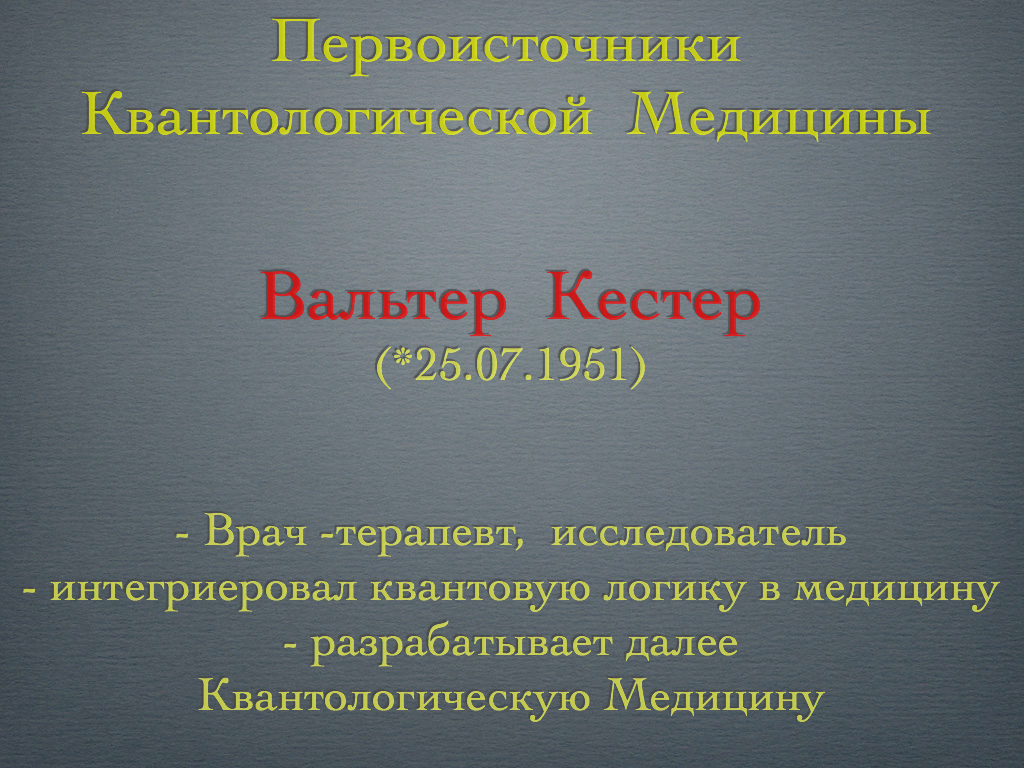 Первоисточники
Квантологической Медицины
Вальтер Кестер
(*25.07.1951)
- Врач -терапевт, исследователь
- интегриеровал квантовую логику в медицину
- разрабатывает далее
Квантологическую Медицину